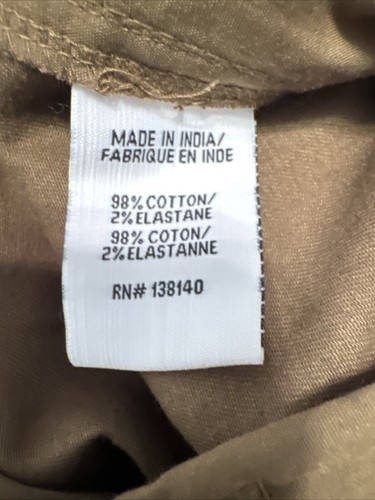 MADE IN INDIA/
FABRIQUE EN INDE
98% COTTON/
2% ELASTANE
98% COTON/
2% ELASTANNE
RN# 138140